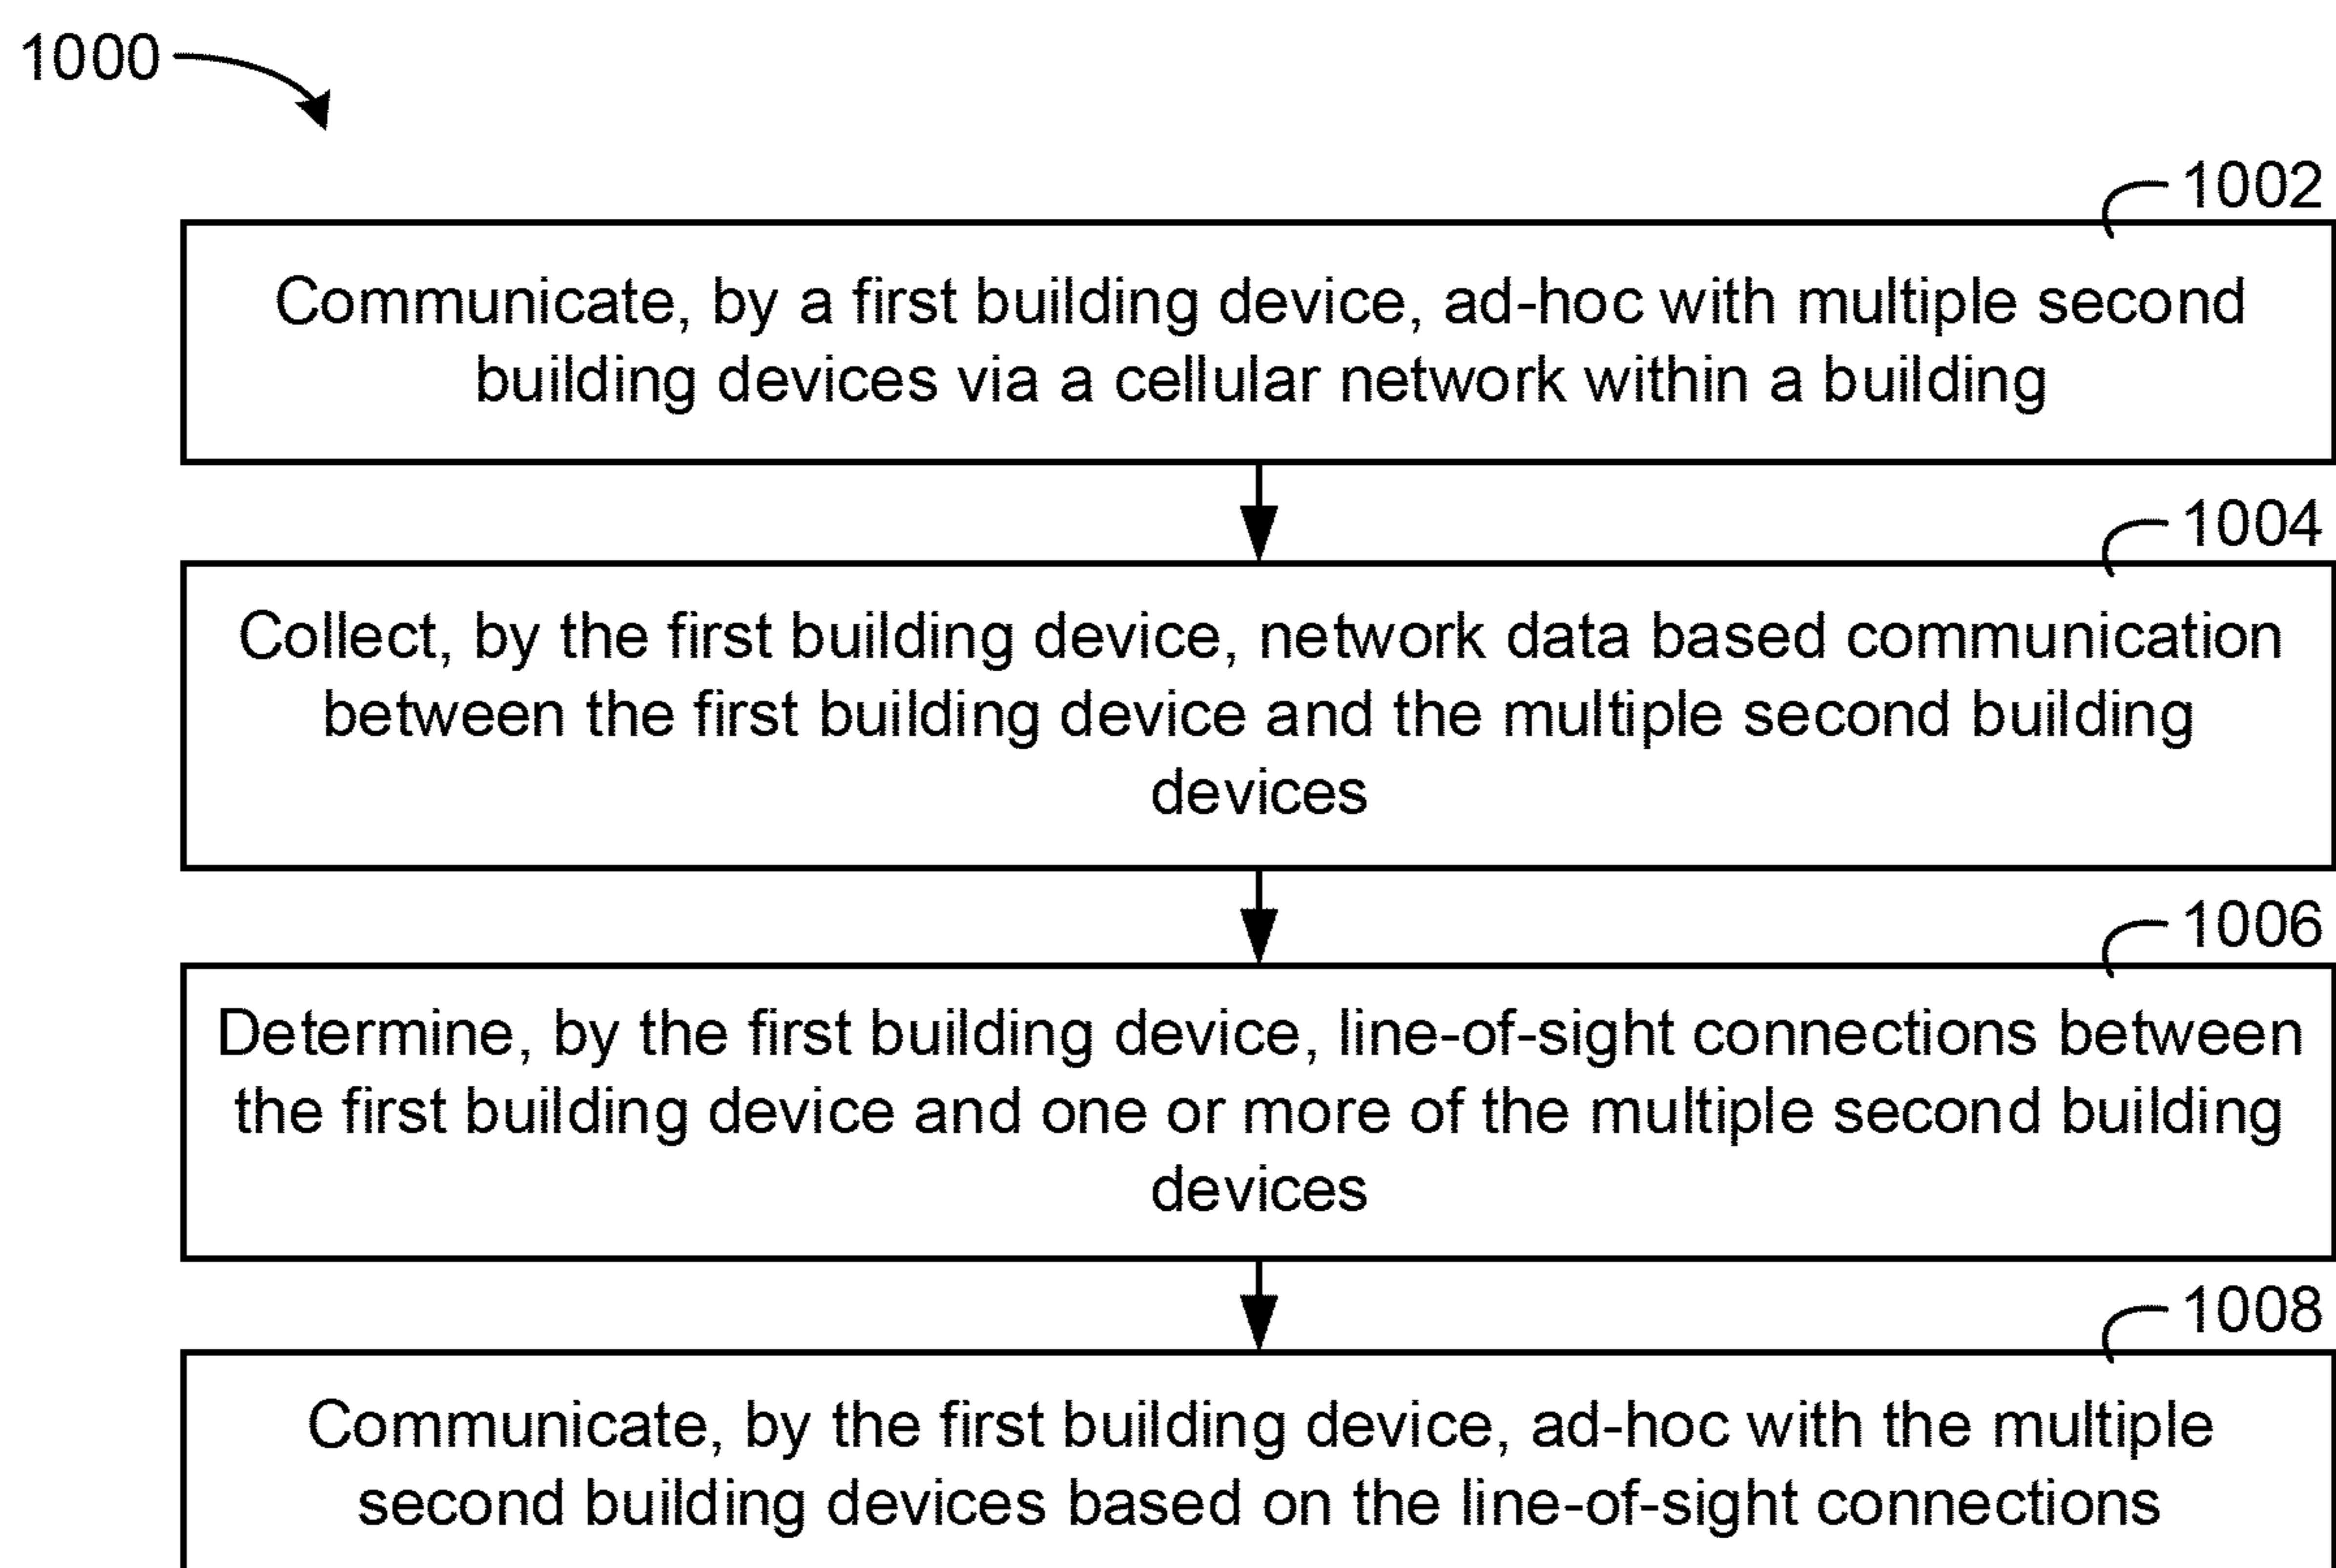 1000
1002
Communicate, by a first building device, ad-hoc with multiple second
building devices via a cellular network within a building
1004
Collect, by the first building device, network data based communication
between the first building device and the multiple second building
devices
1006
Determine, by the first building device, line-of-sight connections between
the first building device and one or more of the multiple second building
devices
1008
Communicate, by the first building device, ad-hoc with the multiple
second building devices based on the line-of-sight connections